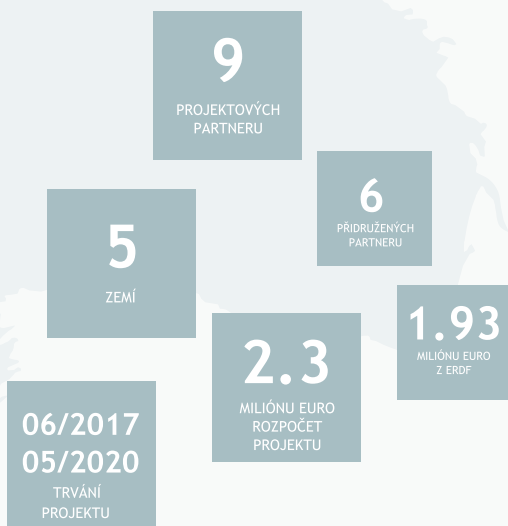 9
PROJEKTOVÝCH
PARTNERU
6
PŘIDRUŽENÝCH
PARTNERU
5
ZEMÍ
1.93
MILIÓNU EURO
Z ERDF
2.3
MILIÓNU EURO
ROZPOČET
PROJEKTU
06/2017
05/2020
TRVÁNÍ
PROJEKTU